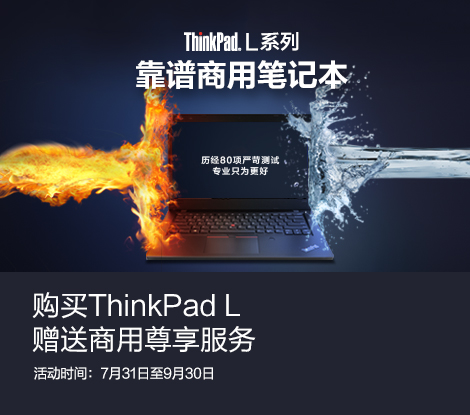 ThinkPad. L系列
靠谱商用笔记本
历经80项严苛测试
专业只为更好
购买ThinkPad L
赠送商用尊享服务
活动时间：7月31日至9月30日